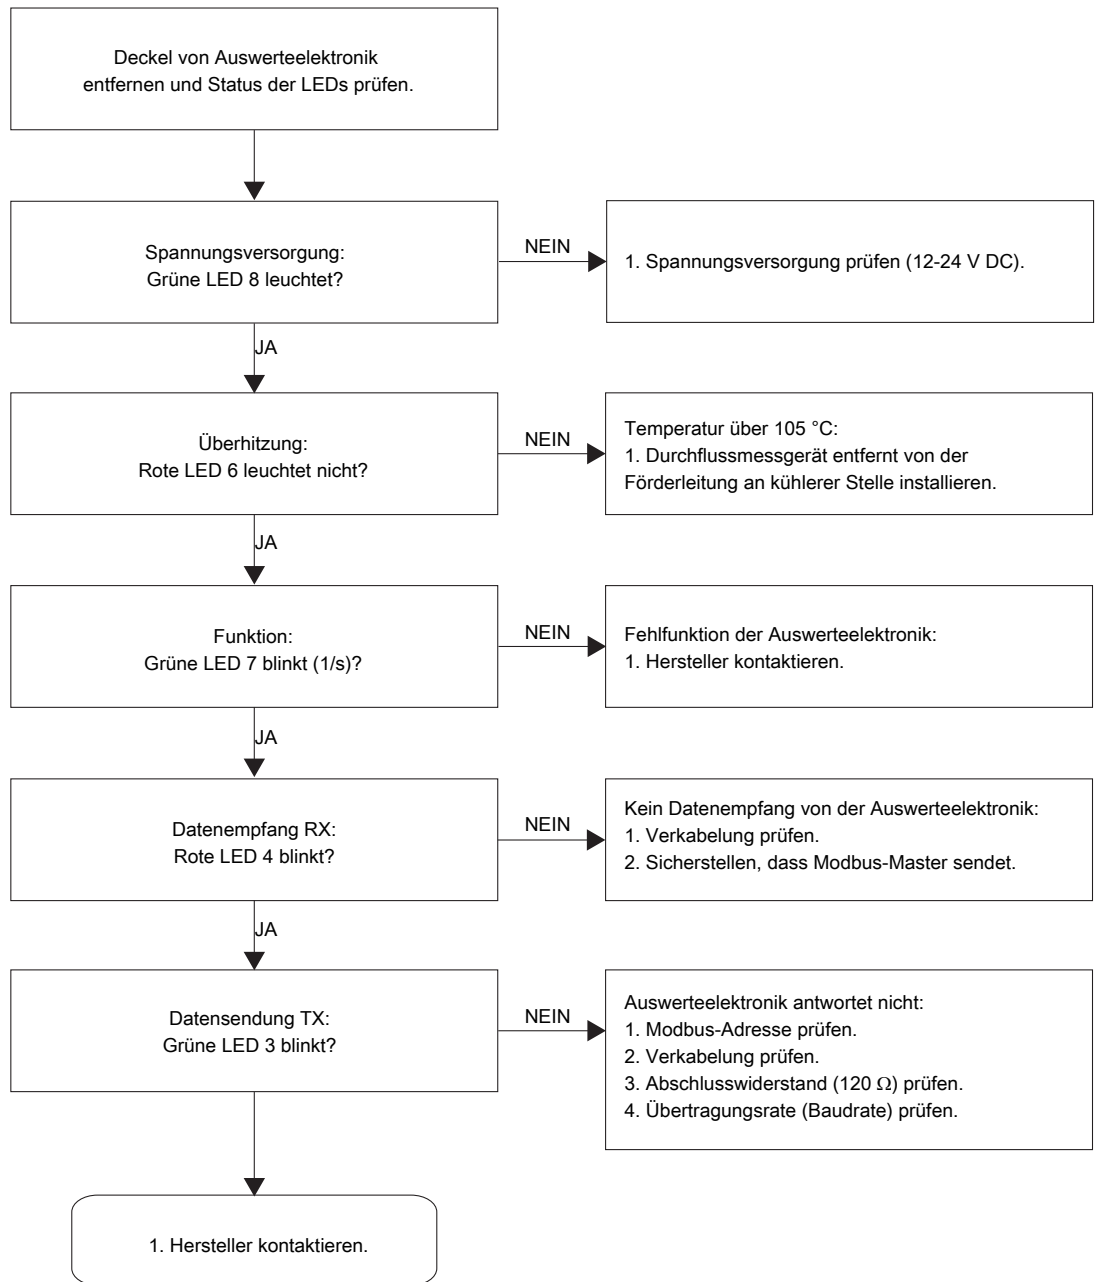 Deckel von Auswerteelektronik
entfernen und Status der LEDs prüfen.
Spannungsversorgung:
Grüne LED 8 leuchtet?
NEIN
1. Spannungsversorgung prüfen (12-24 V DC).
JA
Überhitzung:
Rote LED 6 leuchtet nicht?
NEIN
Temperatur über 105 °C:
1. Durchflussmessgerät entfernt von der
Förderleitung an kühlerer Stelle installieren.
JA
Funktion:
Grüne LED 7 blinkt (1/s)?
NEIN
Fehlfunktion der Auswerteelektronik:
1. Hersteller kontaktieren.
JA
Datenempfang RX:
Rote LED 4 blinkt?
NEIN
Kein Datenempfang von der Auswerteelektronik:
1. Verkabelung prüfen.
2. Sicherstellen, dass Modbus-Master sendet.
JA
Datensendung TX:
Grüne LED 3 blinkt?
NEIN
Auswerteelektronik antwortet nicht:
1. Modbus-Adresse prüfen.
2. Verkabelung prüfen.
3. Abschlusswiderstand (120 Ω) prüfen.
4. Übertragungsrate (Baudrate) prüfen.
1. Hersteller kontaktieren.